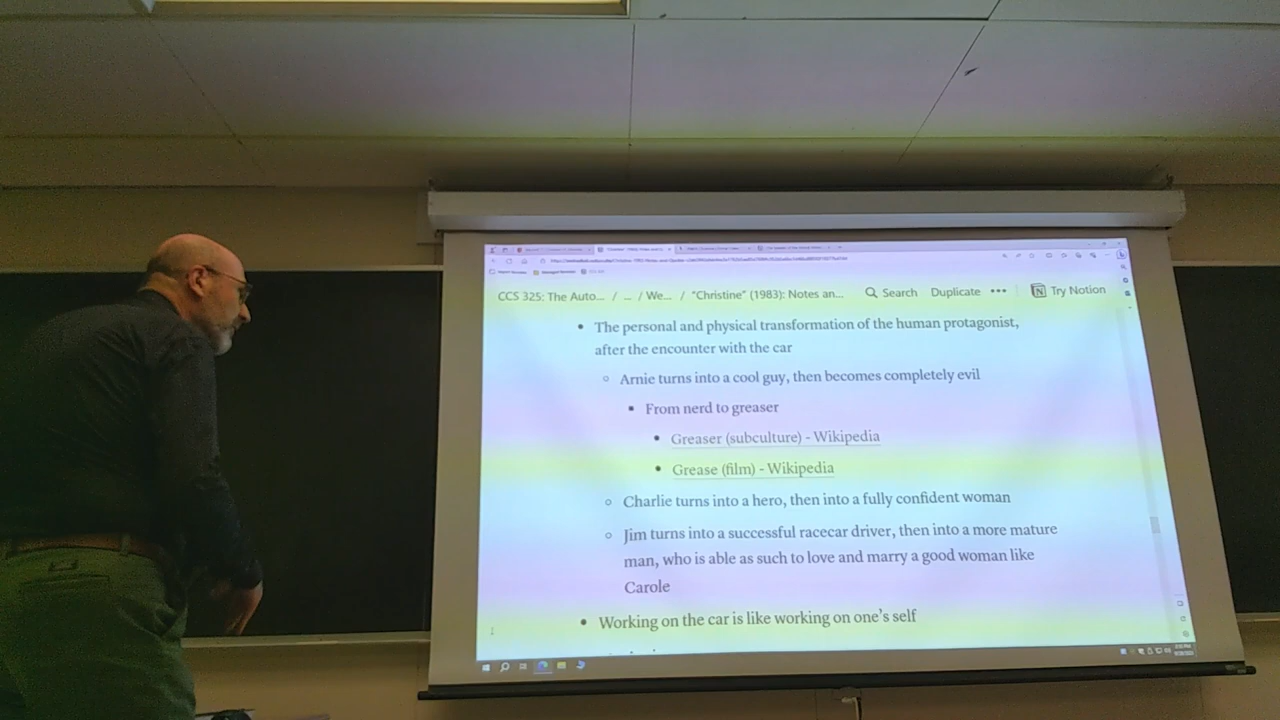 CCS 325: The Auto... / ... / We... / “Christine” (1983): Notes an... Search Duplicate ••• Try Notion
• The personal and physical transformation of the human protagonist,
after the encounter with the car
Arnie turns into a cool guy, then becomes completely evil
From nerd to greaser
Greaser (subculture) - Wikipedia
Grease (film) - Wikipedia
Charlie turns into a hero, then into a fully confident woman
Jim turns into a successful racecar driver, then into a more mature
man, who is able as such to love and marry a good woman like
Carole
• Working on the car is like working on one’s self